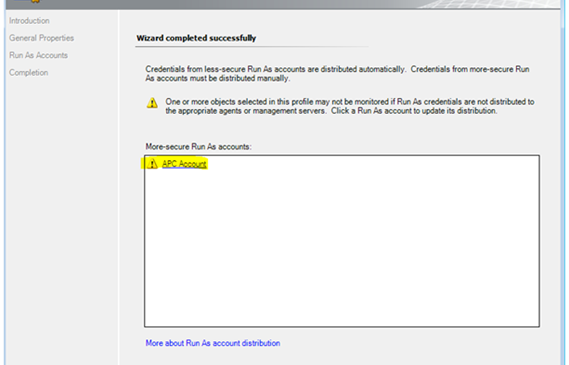 Introduction
General Properties
Run As Accounts
Completion
Wizard completed successfully
Credentials from less-secure Run As accounts are distributed automatically. Credentials from more-secure Run
As accounts must be distributed manually.
One or more objects selected in this profile may not be monitored if Run As credentials are not distributed to
the appropriate agents or management servers. Click a Run As account to update its distribution.
More-secure Run As accounts:
APC Account
More about Run As account distribution